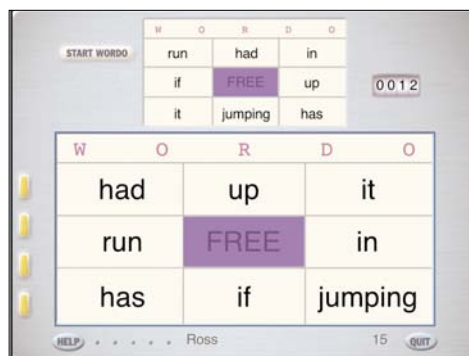 W O R D O
START WORDO
run had in
if FREE up
0012
it jumping has
W O R D O
had up it
run FREE in
has if jumping
HELP Ross 15 QUIT